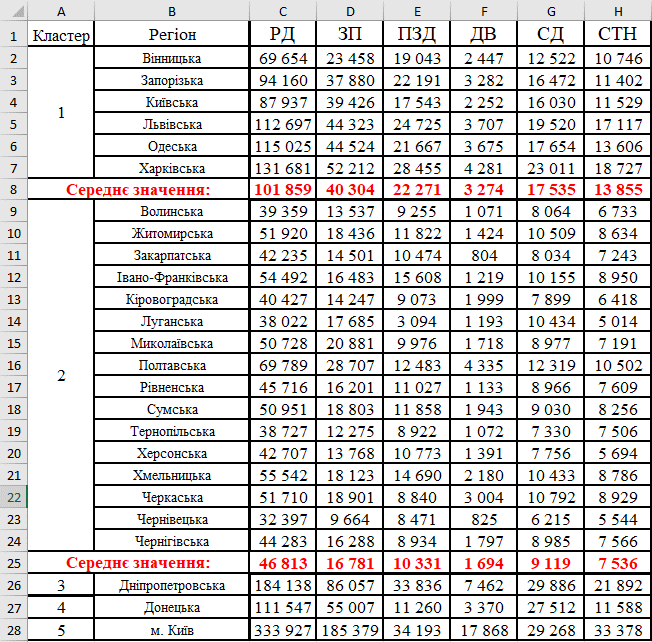 A B C D E F G H
1 Кластер Регіон РД ЗП ПЗД ДВ СД СТН
2 Вінницька 69 654 23 458 19 043 2 447 12 522 10 746
3 Запорізька 94 160 37 880 22 191 3 282 16 472 11 402
4 Київська 87 937 39 426 17 543 2 252 16 030 11 529
5 1 Львівська 112 697 44 323 24 725 3 707 19 520 17 117
6 Одеська 115 025 44 524 21 667 3 675 17 654 13 606
7 Харківська 131 681 52 212 28 455 4 281 23 011 18 727
8 Середнє значення: 101 859 40 304 22 271 3 274 17 535 13 855
9 Волинська 39 359 13 537 9 255 1 071 8 064 6 733
10 Житомирська 51 920 18 436 11 822 1 424 10 509 8 634
11 Закарпатська 42 235 14 501 10 474 804 8 034 7 243
12 Івано-Франківська 54 492 16 483 15 608 1 219 10 155 8 950
13 Кіровоградська 40 427 14 247 9 073 1 999 7 899 6 418
14 Луганська 38 022 17 685 3 094 1 193 10 434 5 014
15 Миколаївська 50 728 20 881 9 976 1 718 8 977 7 191
16 2 Полтавська 69 789 28 707 12 483 4 335 12 319 10 502
17 Рівненська 45 716 16 201 11 027 1 133 8 966 7 609
18 Сумська 50 951 18 803 11 858 1 943 9 030 8 256
19 Тернопільська 38 727 12 275 8 922 1 072 7 330 7 506
20 Херсонська 42 707 13 768 10 773 1 391 7 756 5 694
21 Хмельницька 55 542 18 123 14 690 2 180 10 433 8 786
22 Черкаська 51 710 18 901 8 840 3 004 10 792 8 929
23 Чернівецька 32 397 9 664 8 471 825 6 215 5 544
24 Чернігівська 44 283 16 288 8 934 1 797 8 985 7 566
25 Середнє значення: 46 813 16 781 10 331 1 694 9 119 7 536
26 3 Дніпропетровська 184 138 86 057 33 836 7 462 29 886 21 892
27 4 Донецька 111 547 55 007 11 260 3 370 27 512 11 588
28 5 м. Київ 333 927 185 379 34 193 17 868 29 268 33 378